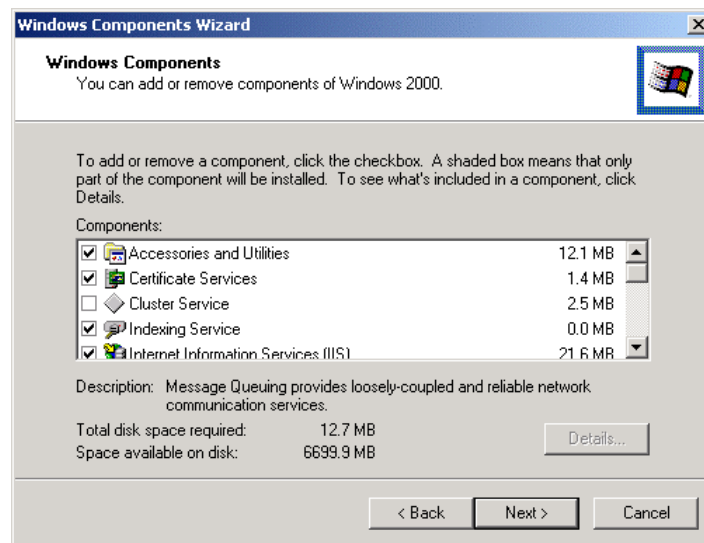 Windows Components Wizard
Windows Components
You can add or remove components of Windows 2000.
To add or remove a component, click the checkbox. A shaded box means that only
part of the component will be installed. To see what's included in a component, click
Details.
Components:
Accessories and Utilities 12.1 MB
Certificate Services 1.4 MB
Cluster Service 2.5 MB
Indexing Service 0.0 MB
Internet Information Services (IIS) 21.6 MB
Description: Message Queuing provides loosely-coupled and reliable network
communication services.
Total disk space required: 12.7 MB
Space available on disk: 6699.9 MB
Details...
< Back Next > Cancel